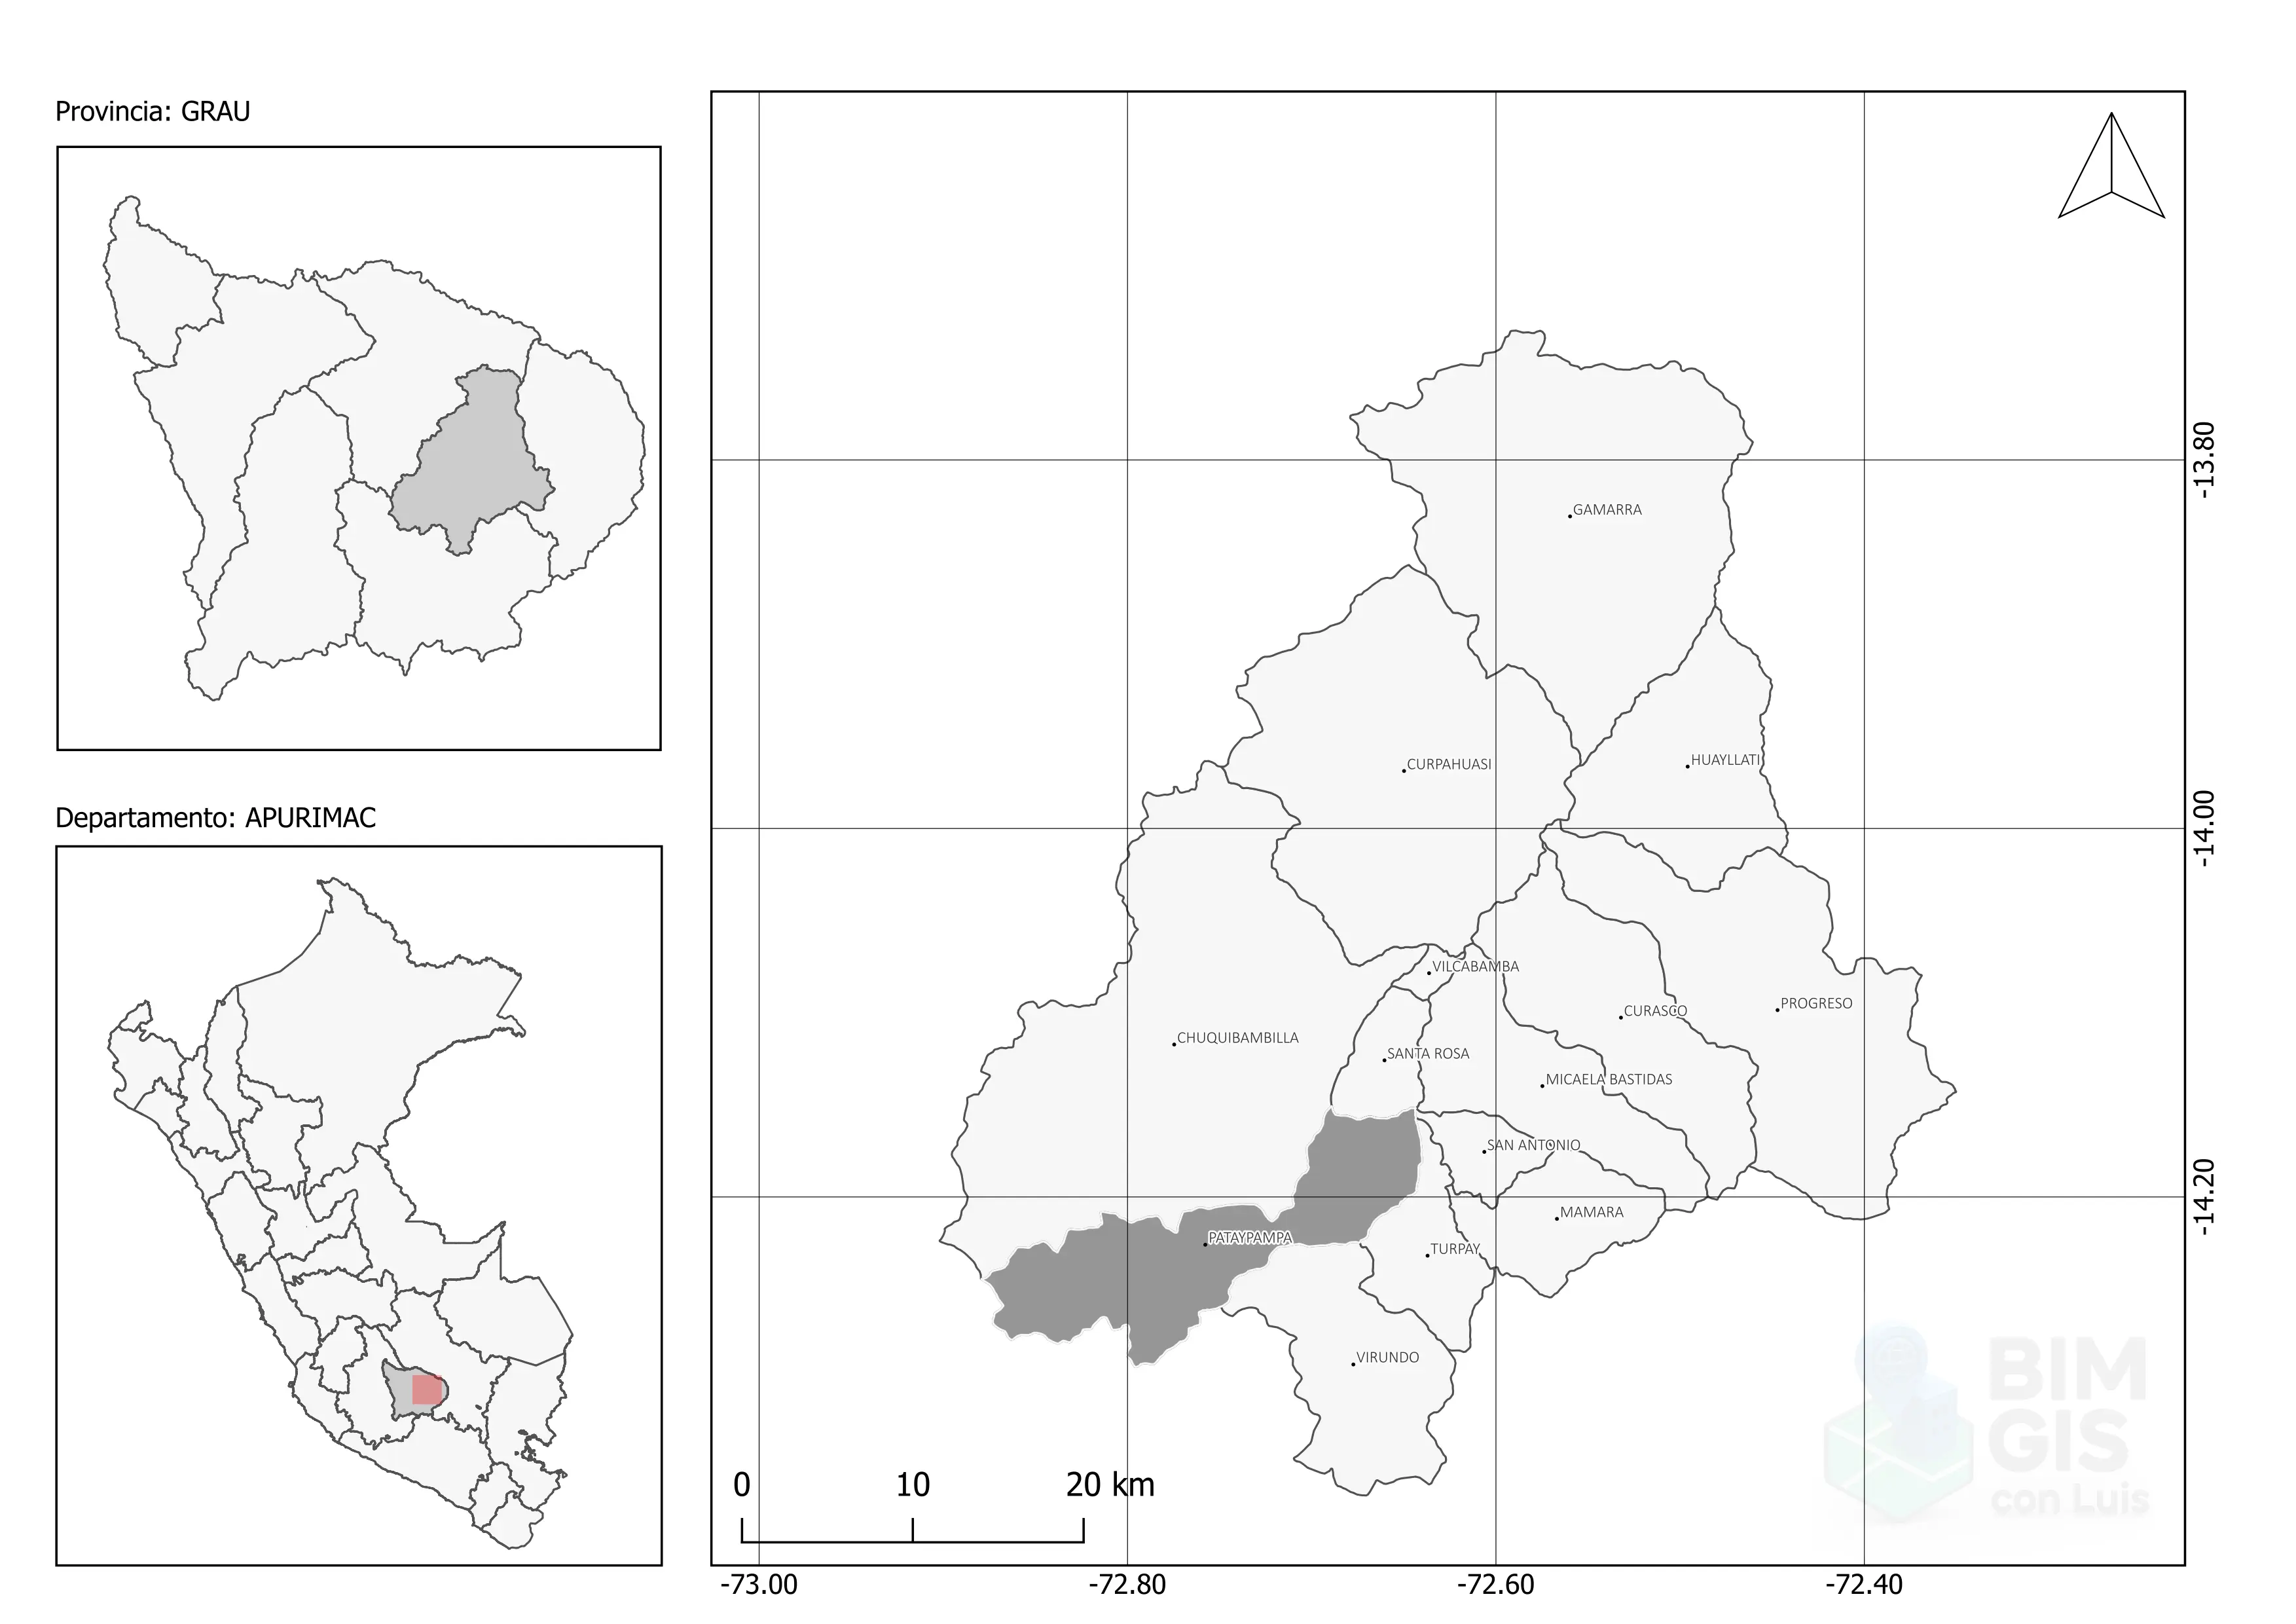 Provincia: GRAU
Departamento: APURIMAC
GAMARRA
CURPAHUASI
HUAYLLATI
VILCABAMBA
CURASCO
PROGRESO
CHUQUIBAMBILLA
SANTA ROSA
MICAELA BASTIDAS
SAN ANTONIO
MAMARA
PATAYPAMPA
TURPAY
VIRUNDO
-13.80
-14.00
-14.20
0 10 20 km
-73.00 -72.80 -72.60 -72.40
BIM
GIS
con Luis